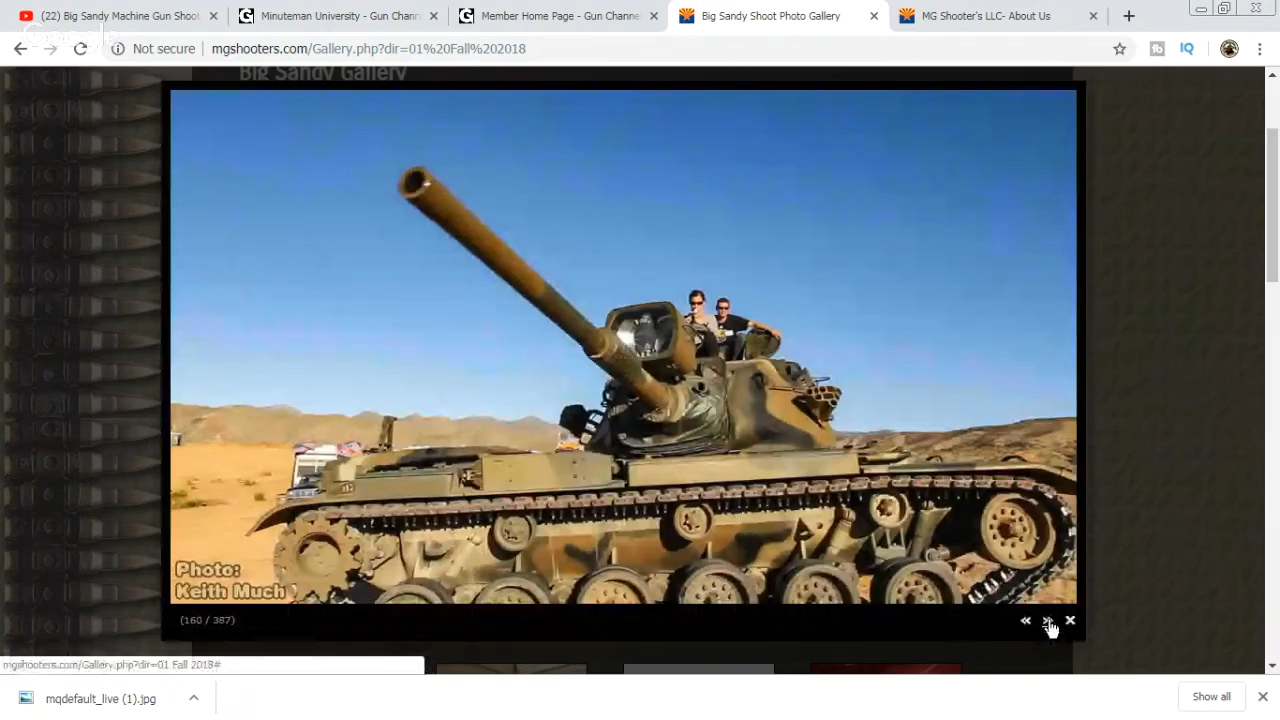 (22) Big Sandy Machine Gun Shoot
Minuteman University - Gun Chann
Member Home Page - Gun Channe
Big Sandy Shoot Photo Gallery
MG Shooter's LLC- About Us
Not secure
mgshooters.com/Gallery.php?dir=01%20Fall%202018
Big Sandy Gallery
Photo:
Keith Much
(160 / 387)
mgshooters.com/Gallery.php?dir=01 Fall 2018#
mqdefault_live (1).jpg
Show all